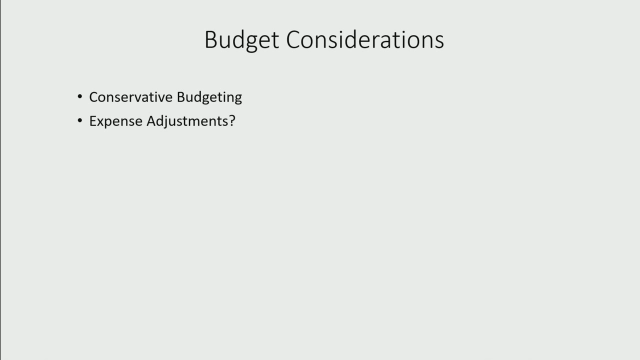 Budget Considerations
• Conservative Budgeting
• Expense Adjustments?